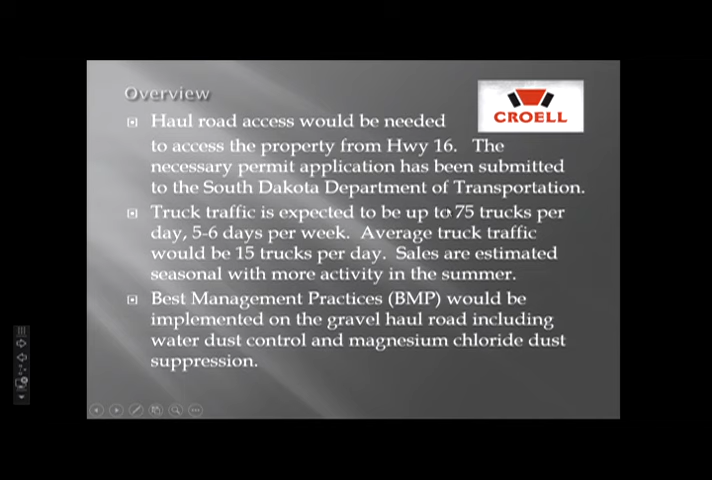 Overview
CROELL
Haul road access would be needed
to access the property from Hwy 16. The
necessary permit application has been submitted
to the South Dakota Department of Transportation.
Truck traffic is expected to be up to 75 trucks per
day, 5-6 days per week. Average truck traffic
would be 15 trucks per day. Sales are estimated
seasonal with more activity in the summer.
Best Management Practices (BMP) would be
implemented on the gravel haul road including
water dust control and magnesium chloride dust
suppression.